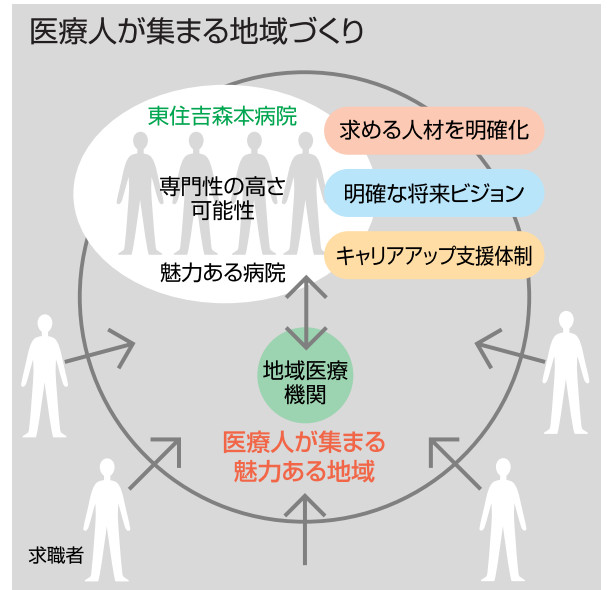 医療人が集まる地域づくり
東住吉森本病院
専門性の高さ
可能性
魅力ある病院
求める人材を明確化
明確な将来ビジョン
キャリアアップ支援体制
地域医療
機関
医療人が集まる
魅力ある地域
求職者